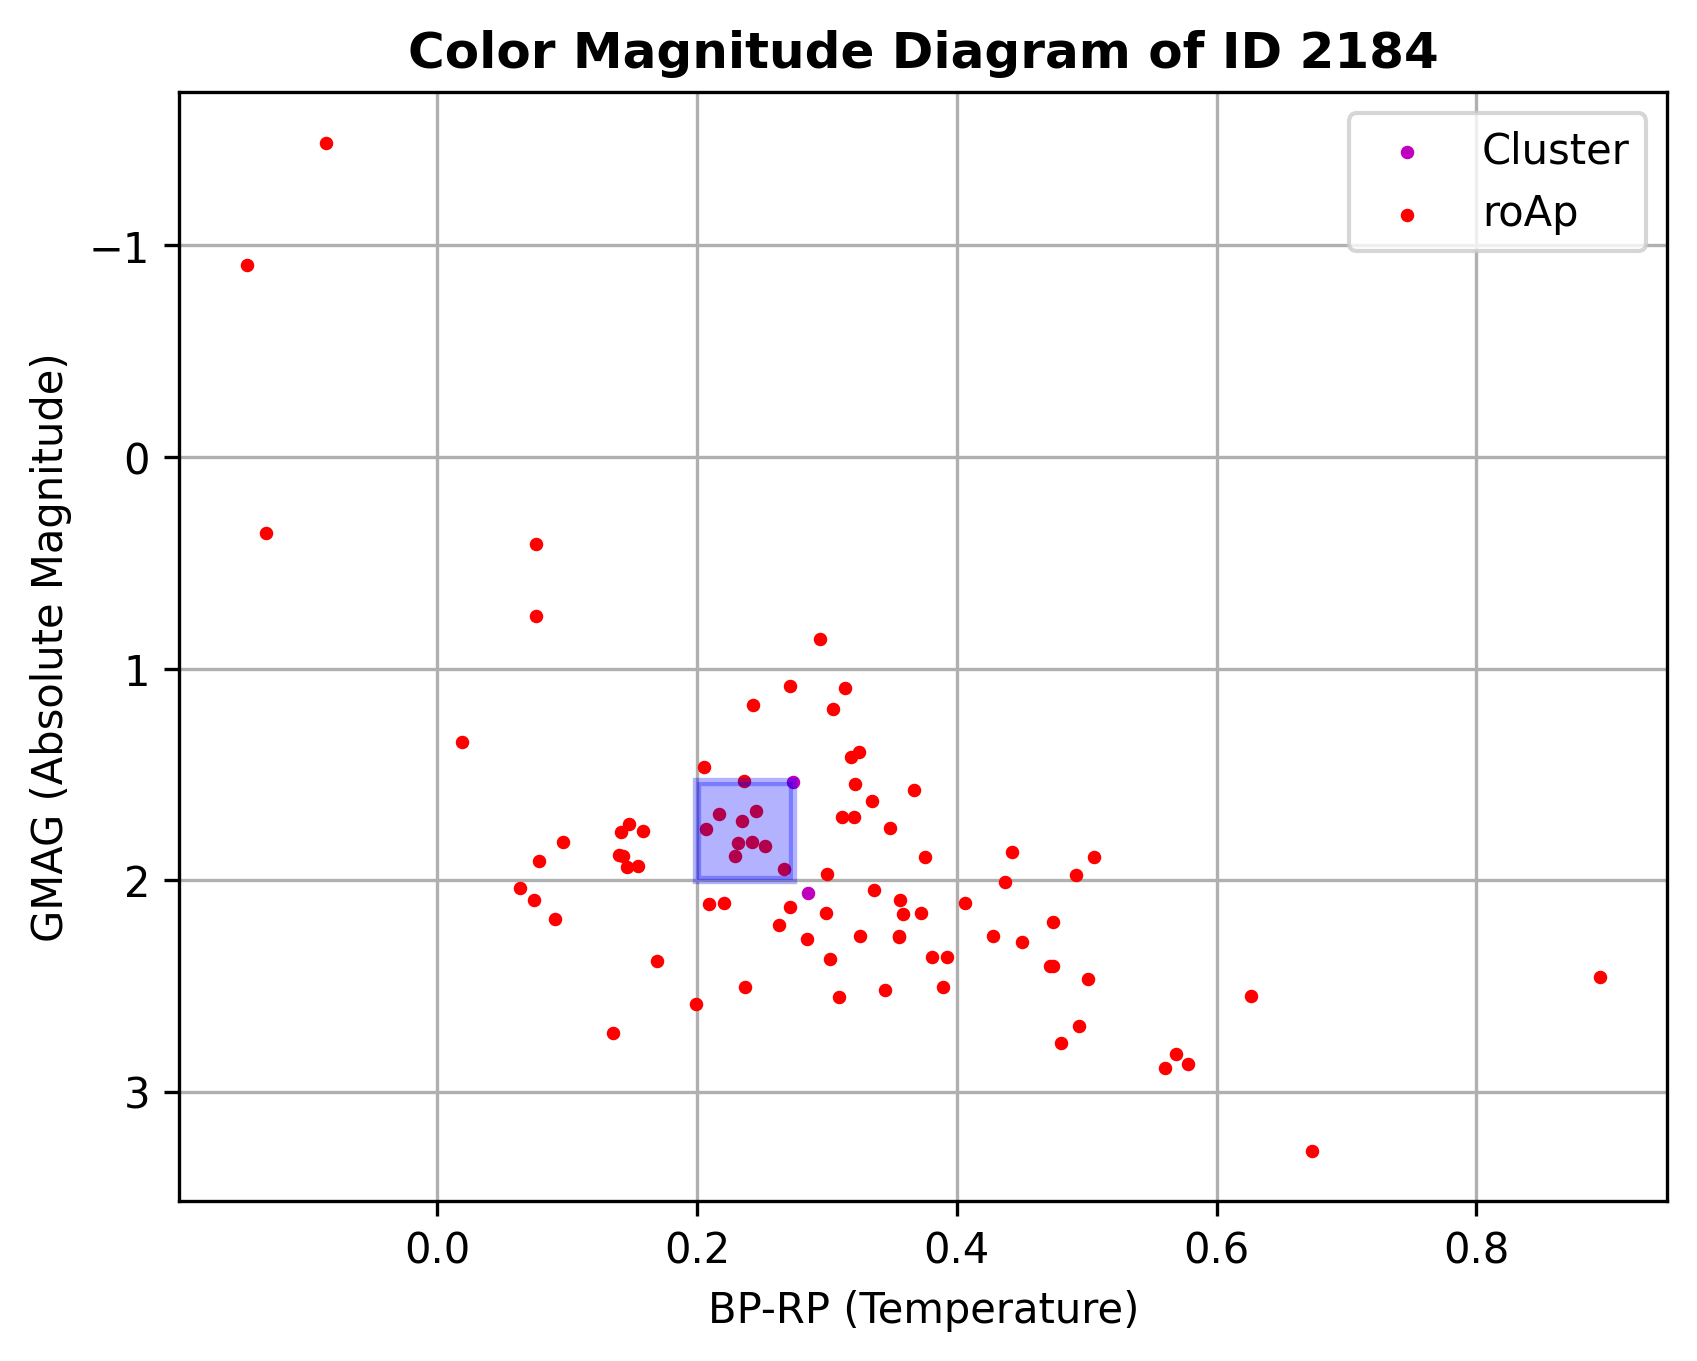 Color Magnitude Diagram of ID 2184
Cluster
roAp
−1
0
1
2
3
GMAG (Absolute Magnitude)
0.0 0.2 0.4 0.6 0.8
BP-RP (Temperature)